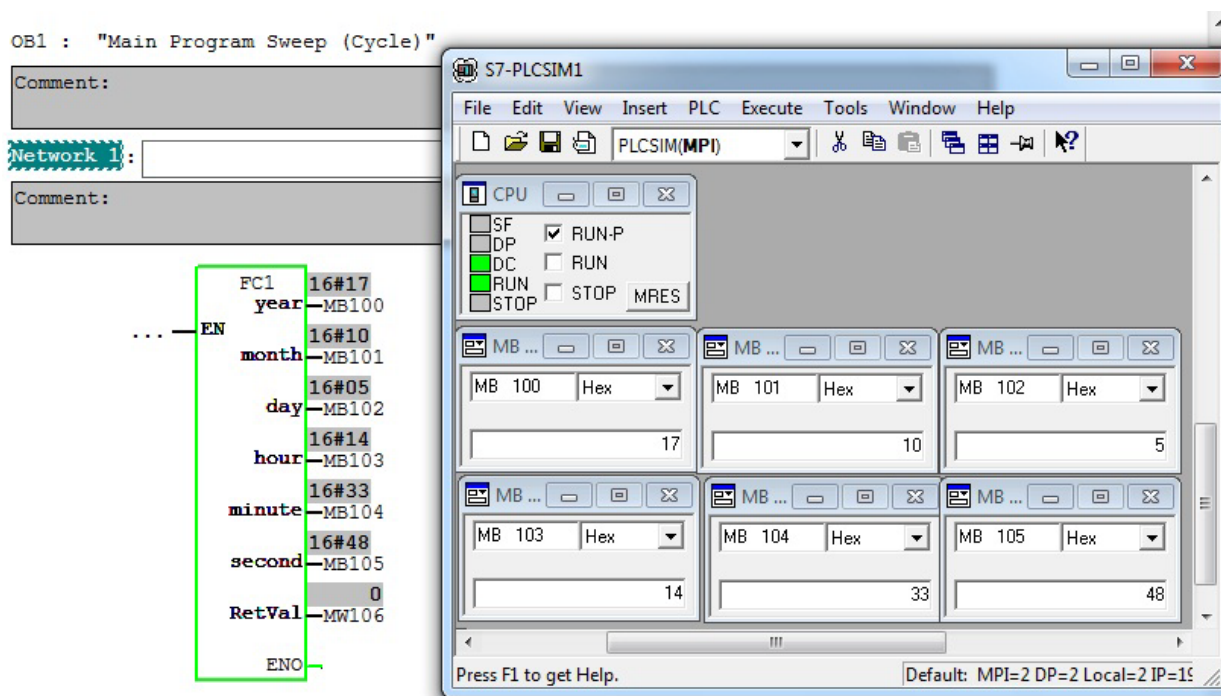 OB1 : "Main Program Sweep (Cycle)"
Comment:
Network 1:
Comment:
FC1
16#17
year MB100
... EN
16#10
month MB101
16#05
day MB102
16#14
hour MB103
16#33
minute MB104
16#48
second MB105
0
RetVal MW106
ENO
S7-PLCSIM1
File Edit View Insert PLC Execute Tools Window Help
PLCSIM(MPI)
CPU
SF
DP
DC
RUN
STOP
RUN-P
RUN
STOP MRES
MB ... MB ... MB ...
MB 100 Hex MB 101 Hex MB 102 Hex
17 10 5
MB ... MB ... MB ...
MB 103 Hex MB 104 Hex MB 105 Hex
14 33 48
Press F1 to get Help. Default: MPI=2 DP=2 Local=2 IP=19